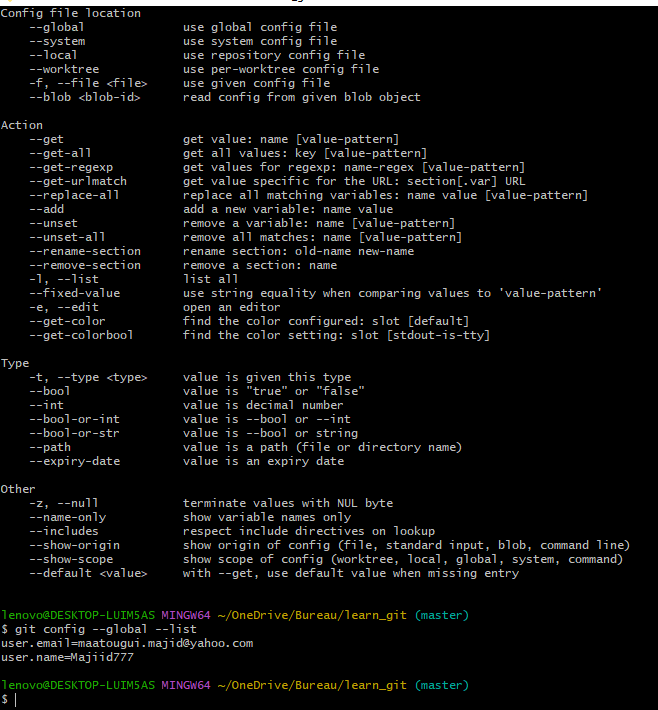 Config file location
    --global              use global config file
    --system              use system config file
    --local               use repository config file
    --worktree            use per-worktree config file
    -f, --file <file>     use given config file
    --blob <blob-id>      read config from given blob object

Action
    --get                 get value: name [value-pattern]
    --get-all             get all values: key [value-pattern]
    --get-regexp          get values for regexp: name-regex [value-pattern]
    --get-urlmatch        get value specific for the URL: section[.var] URL
    --replace-all         replace all matching variables: name value [value-pattern]
    --add                 add a new variable: name value
    --unset               remove a variable: name [value-pattern]
    --unset-all           remove all matches: name [value-pattern]
    --rename-section      rename section: old-name new-name
    --remove-section      remove a section: name
    -l, --list            list all
    --fixed-value         use string equality when comparing values to 'value-pattern'
    -e, --edit            open an editor
    --get-color           find the color configured: slot [default]
    --get-colorbool       find the color setting: slot [stdout-is-tty]

Type
    -t, --type <type>     value is given this type
    --bool                value is "true" or "false"
    --int                 value is decimal number
    --bool-or-int         value is --bool or --int
    --bool-or-str         value is --bool or string
    --path                value is a path (file or directory name)
    --expiry-date         value is an expiry date

Other
    -z, --null            terminate values with NUL byte
    --name-only           show variable names only
    --includes            respect include directives on lookup
    --show-origin         show origin of config (file, standard input, blob, command line)
    --show-scope          show scope of config (worktree, local, global, system, command)
    --default <value>     with --get, use default value when missing entry

lenovo@DESKTOP-LUIM5AS MINGW64 ~/OneDrive/Bureau/learn_git (master)
$ git config --global --list
user.email=maatougui.majid@yahoo.com
user.name=Majiid777

lenovo@DESKTOP-LUIM5AS MINGW64 ~/OneDrive/Bureau/learn_git (master)
$